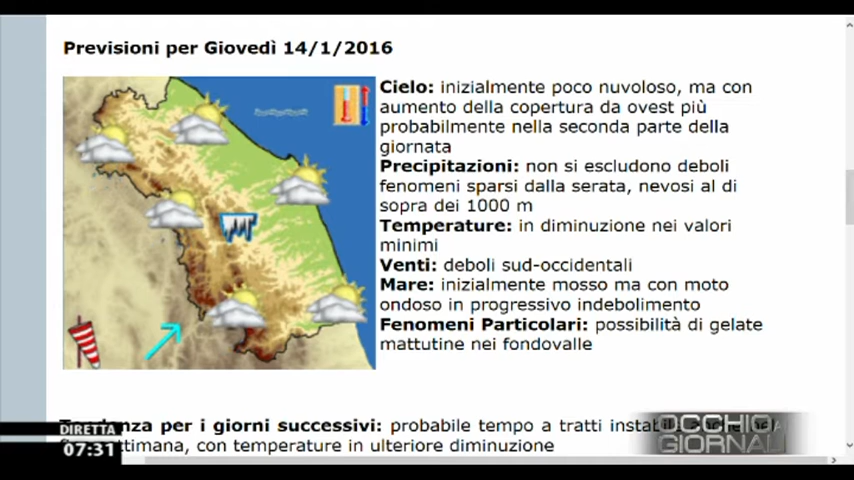 Previsioni per Giovedì 14/1/2016
Cielo: inizialmente poco nuvoloso, ma con
aumento della copertura da ovest più
probabilmente nella seconda parte della
giornata
Precipitazioni: non si escludono deboli
fenomeni sparsi dalla serata, nevosi al di
sopra dei 1000 m
Temperature: in diminuzione nei valori
minimi
Venti: deboli sud-occidentali
Mare: inizialmente mosso ma con moto
ondoso in progressivo indebolimento
Fenomeni Particolari: possibilità di gelate
mattutine nei fondovalle
per i giorni successivi: probabile tempo a tratti
con temperature in ulteriore diminuzione
DIRETTA
07:31
OCCHIO
GIORNALI